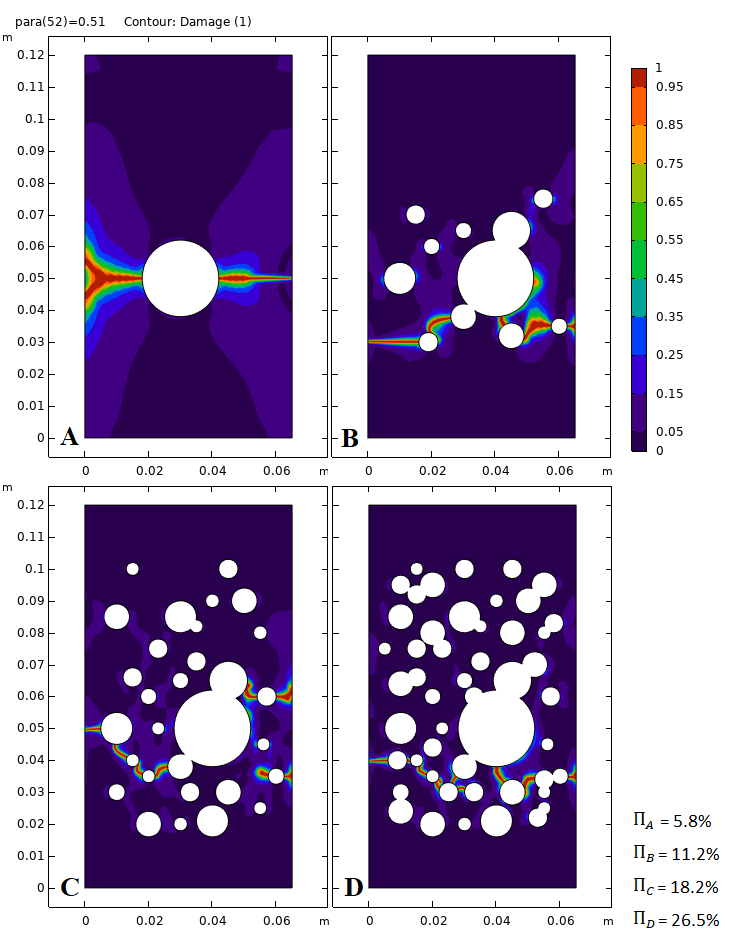 para(52)=0.51 Contour: Damage (1)
m
0.12
0.11
0.1
0.09
0.08
0.07
0.06
0.05
0.04
0.03
0.02
0.01
0
A
B
0 0.02 0.04 0.06 m
0 0.02 0.04 0.06 m
1
0.95
0.85
0.75
0.65
0.55
0.45
0.35
0.25
0.15
0.05
0
m
0.12
0.11
0.1
0.09
0.08
0.07
0.06
0.05
0.04
0.03
0.02
0.01
0
C
D
0 0.02 0.04 0.06 m
0 0.02 0.04 0.06 m
Π_A = 5.8%
Π_B = 11.2%
Π_C = 18.2%
Π_D = 26.5%